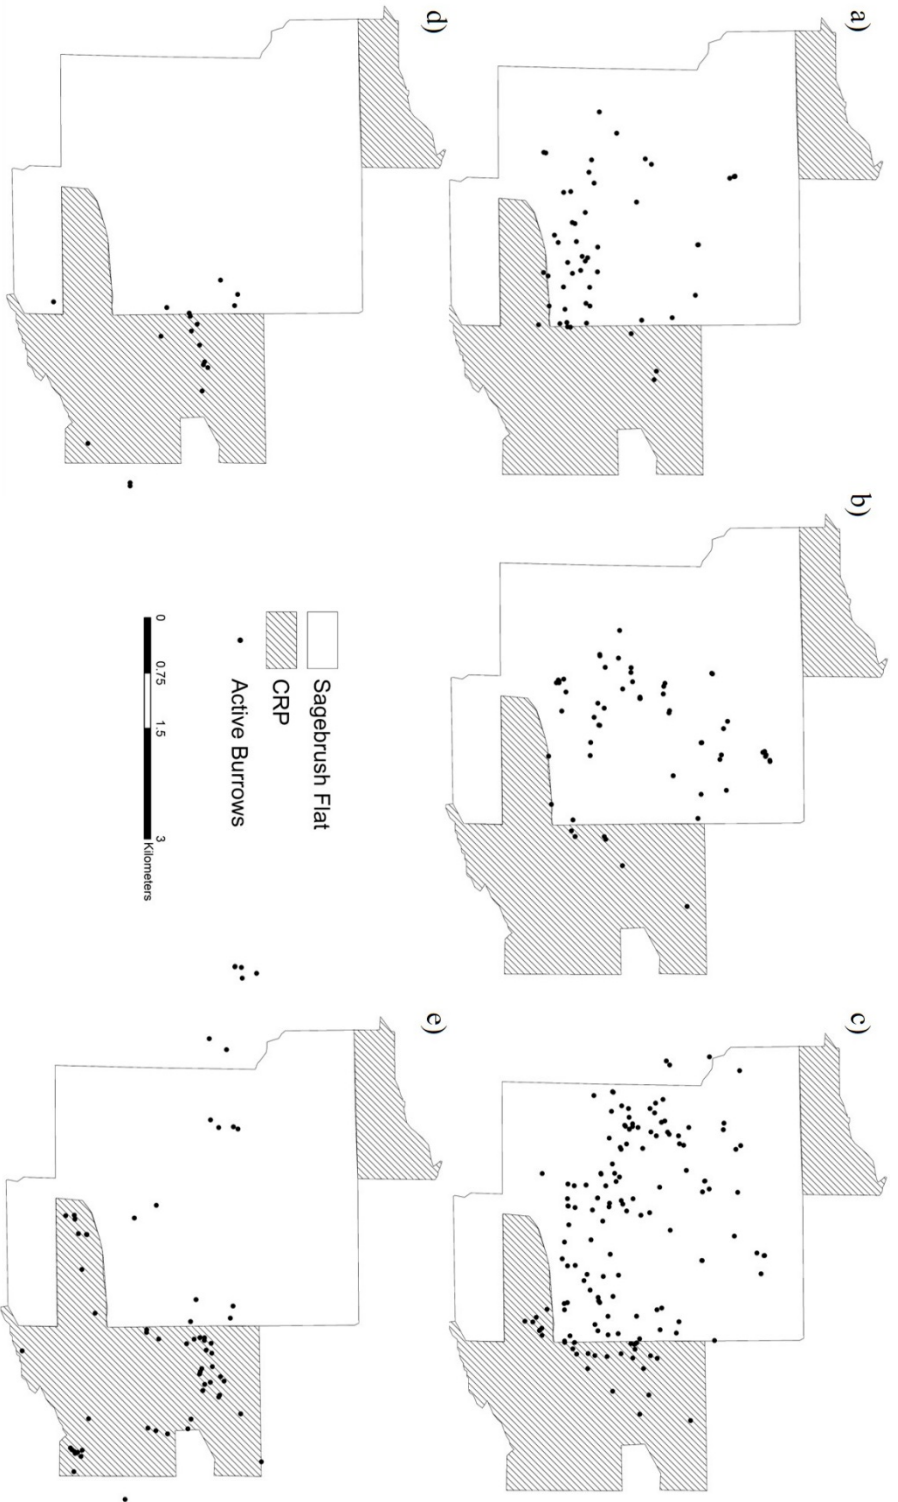 a)
b)
c)
d)
e)
Sagebrush Flat
CRP
Active Burrows
0 0.75 1.5 3
Kilometers